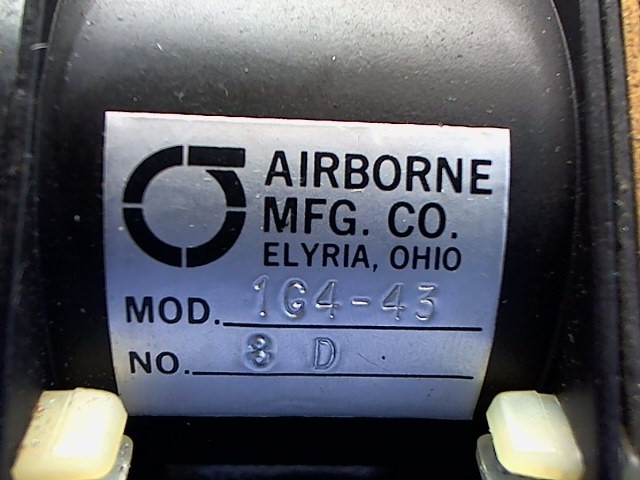 AIRBORNE
MFG. CO.
ELYRIA, OHIO
MOD. 1G4-43
NO. 8 D